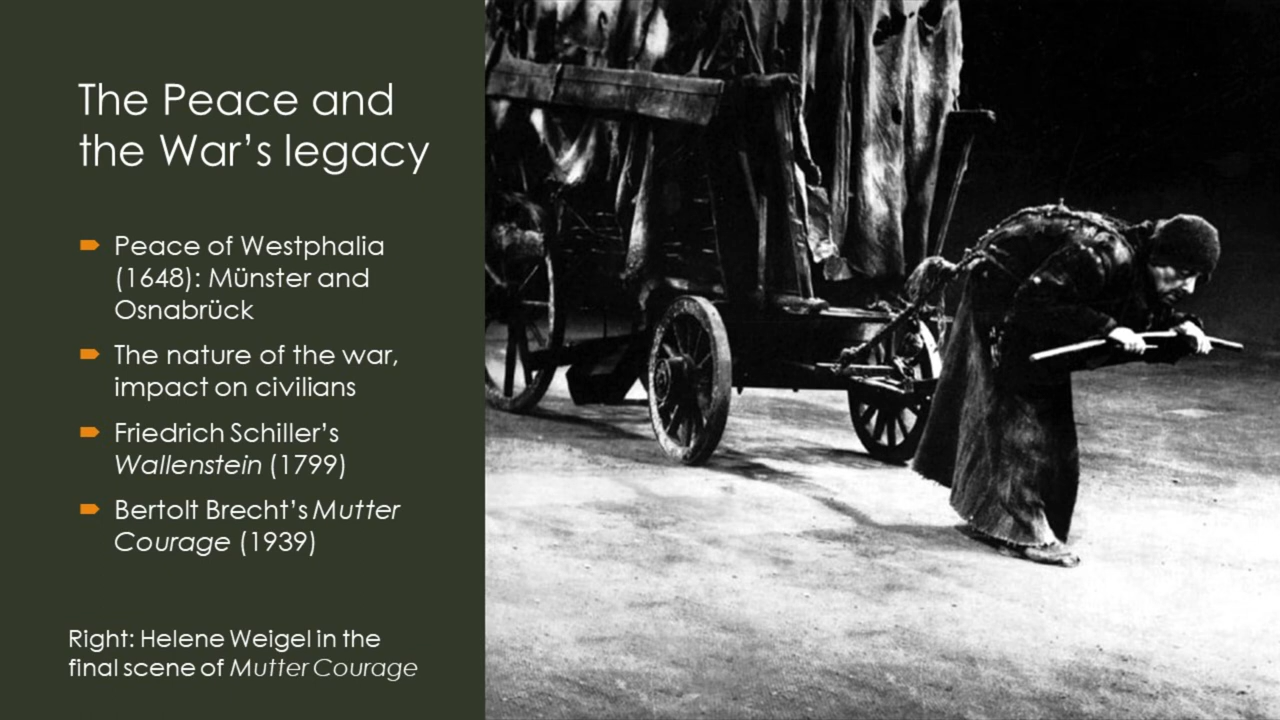 The Peace and
the War's legacy
Peace of Westphalia
(1648): Münster and
Osnabrück
The nature of the war,
impact on civilians
Friedrich Schiller's
Wallenstein (1799)
Bertolt Brecht's Mutter
Courage (1939)
Right: Helene Weigel in the
final scene of Mutter Courage